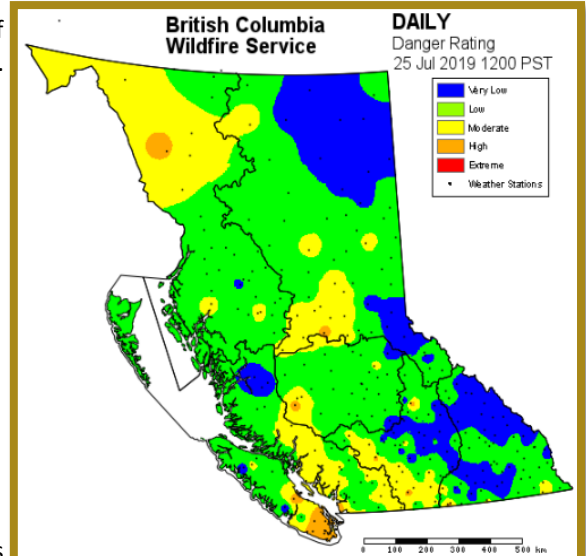 f
British Columbia
Wildfire Service
DAILY
Danger Rating
25 Jul 2019 1200 PST
Very Low
Low
Moderate
High
Extreme
Weather Stations
0 100 200 300 400 500 km
s